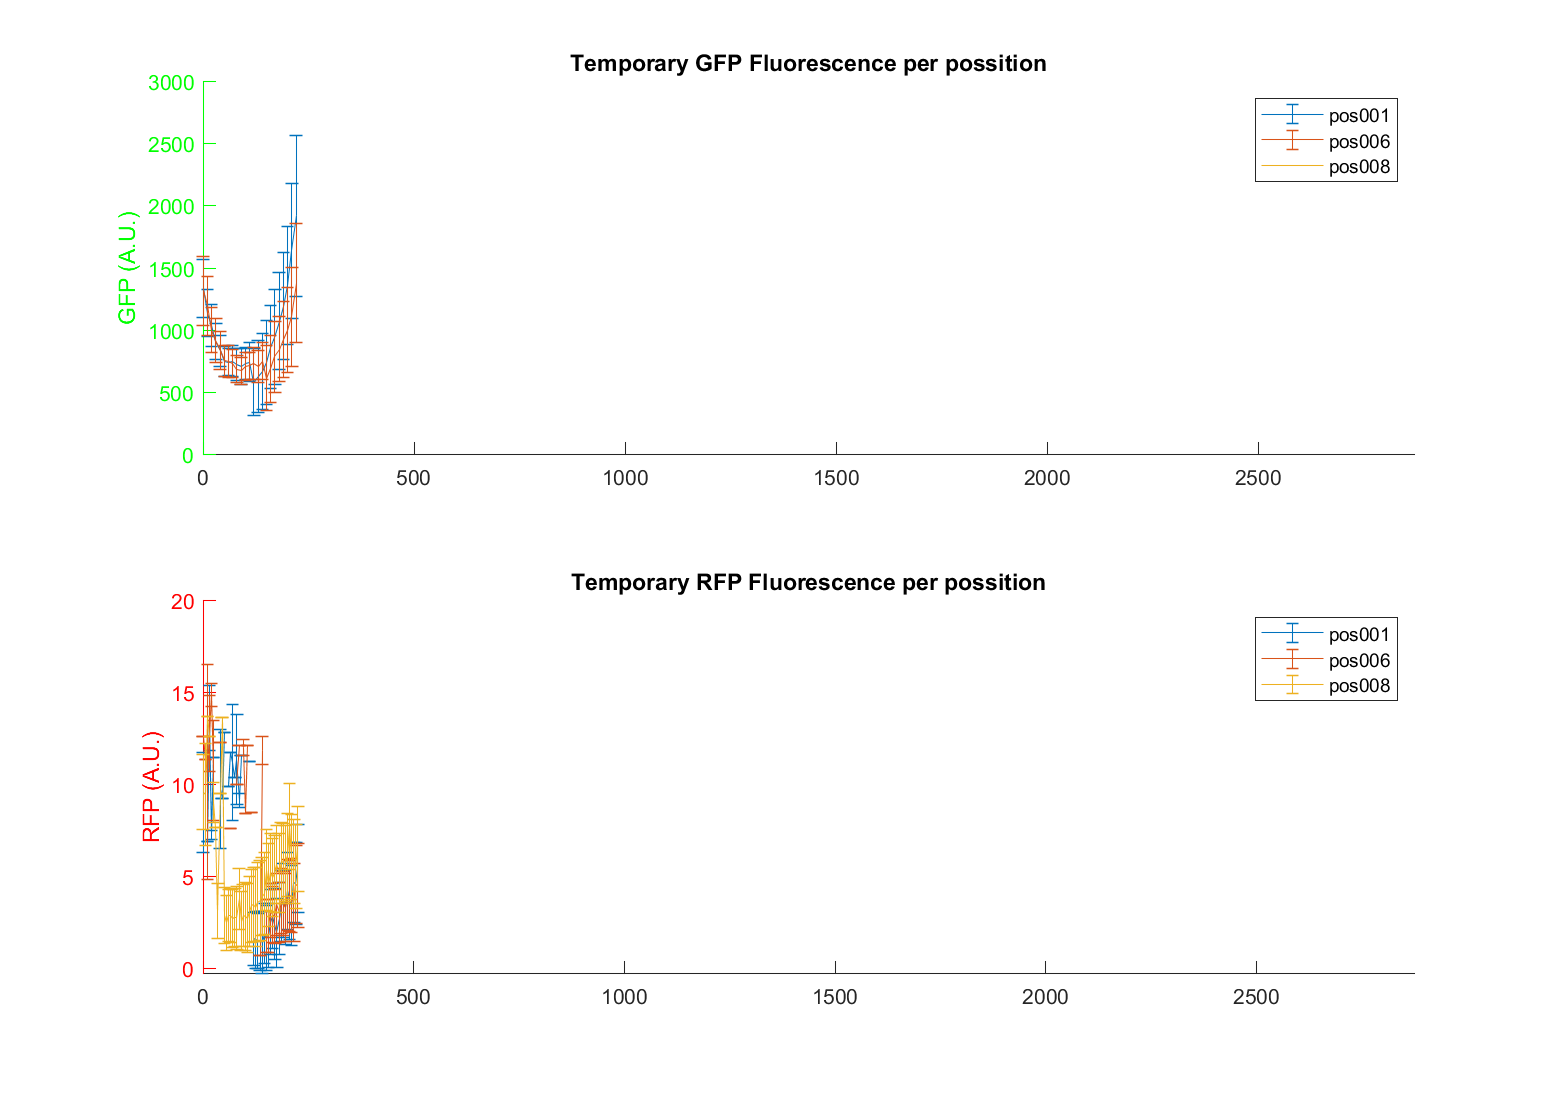 Temporary GFP Fluorescence per possition
3000
2500
2000
1500
1000
500
0
GFP (A.U.)
pos001
pos006
pos008
0 500 1000 1500 2000 2500
Temporary RFP Fluorescence per possition
20
15
10
5
0
RFP (A.U.)
pos001
pos006
pos008
0 500 1000 1500 2000 2500